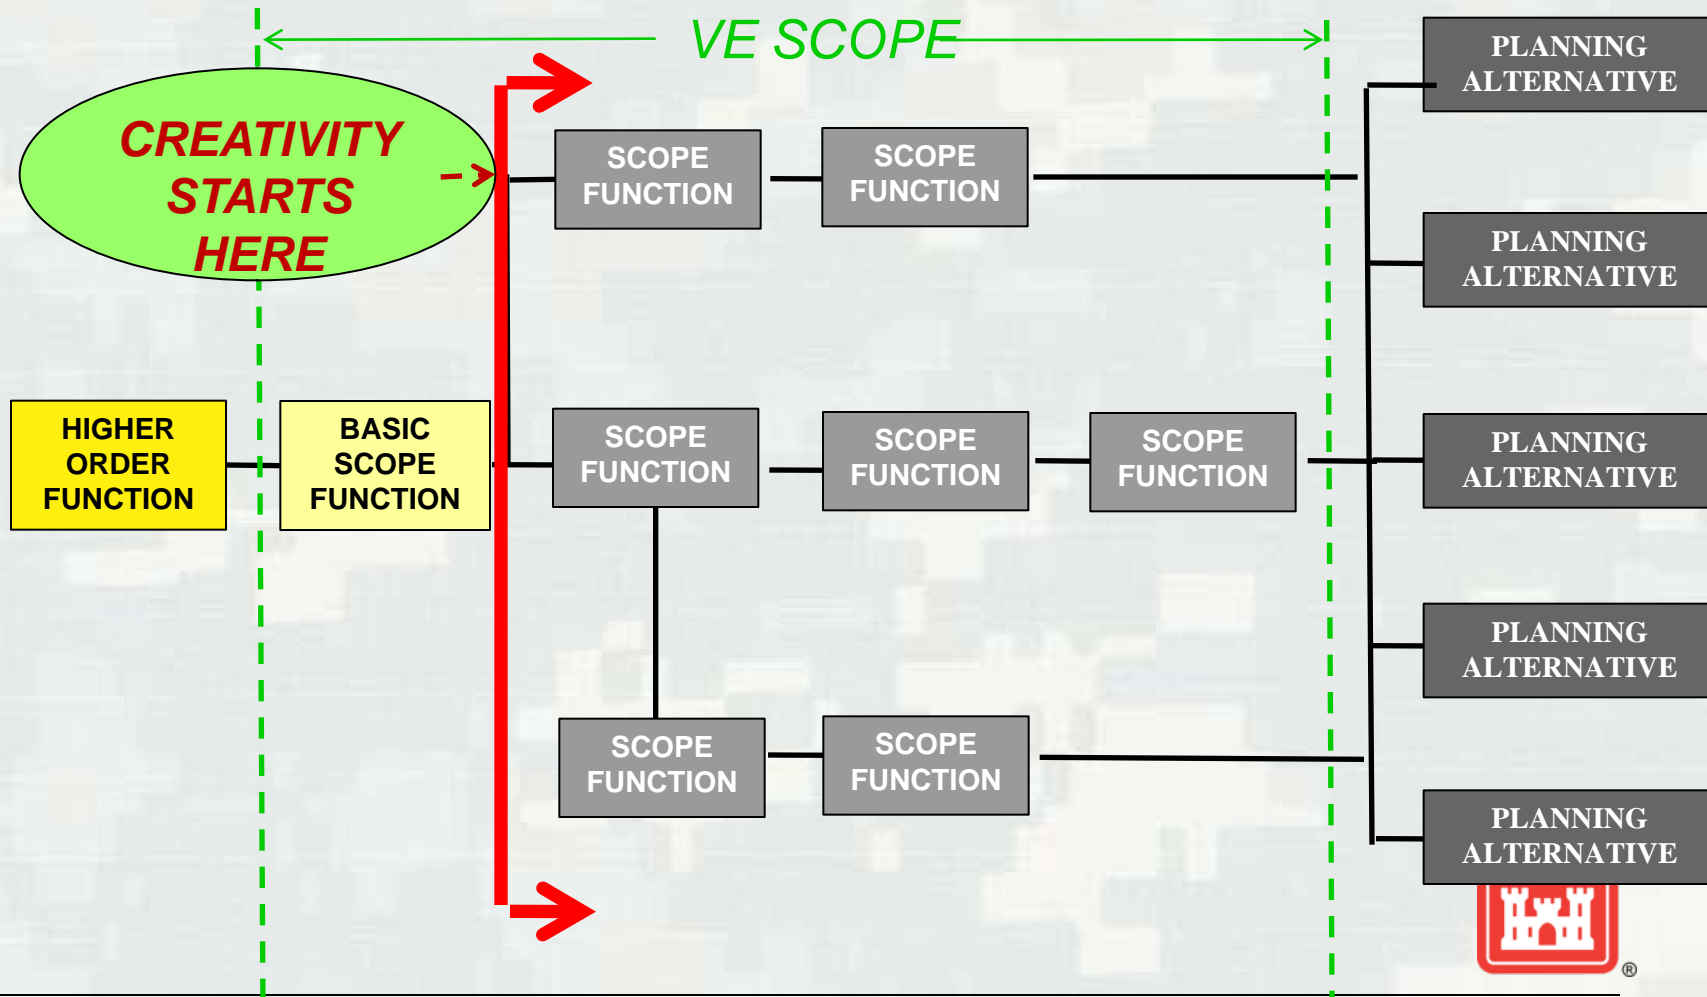 VE SCOPE
CREATIVITY
STARTS
HERE
PLANNING
ALTERNATIVE
SCOPE
FUNCTION
SCOPE
FUNCTION
PLANNING
ALTERNATIVE
HIGHER
ORDER
FUNCTION
BASIC
SCOPE
FUNCTION
SCOPE
FUNCTION
SCOPE
FUNCTION
SCOPE
FUNCTION
PLANNING
ALTERNATIVE
PLANNING
ALTERNATIVE
SCOPE
FUNCTION
SCOPE
FUNCTION
PLANNING
ALTERNATIVE
®